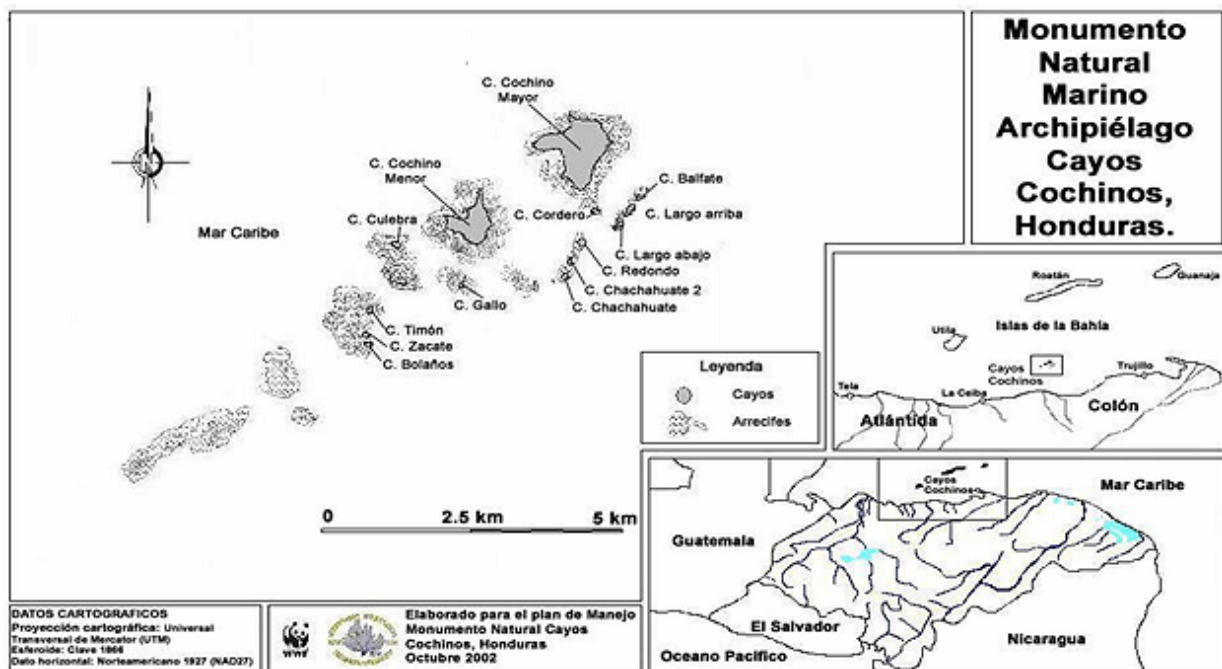 Monumento
Natural
Marino
Archipiélago
Cayos
Cochinos,
Honduras.
C. Cochino
Mayor
C. Cochino
Menor
C. Balfate
C. Cordero
C. Largo arriba
C. Culebra
Mar Caribe
C. Largo abajo
C. Redondo
C. Chachahuate 2
C. Gallo
C. Chachahuate
C. Timón
C. Zacate
C. Bolaños
N
0
2.5 km
5 km
Leyenda
Cayos
Arrecifes
Roatán
Guanaja
Utila
Islas de la Bahía
Cayos
Cochinos
Trujillo
Tela
La Ceiba
Colón
Atlántida
Cayos
Cochinos
Mar Caribe
Guatemala
El Salvador
Nicaragua
Oceano Pacífico
DATOS CARTOGRAFICOS
Proyección cartográfica: Universal
Transversal de Mercator (UTM)
Esferoide: Clave 1866
Dato horizontal: Norteamericano 1927 (NAD27)
WWF
Elaborado para el plan de Manejo
Monumento Natural Cayos
Cochinos, Honduras
Octubre 2002